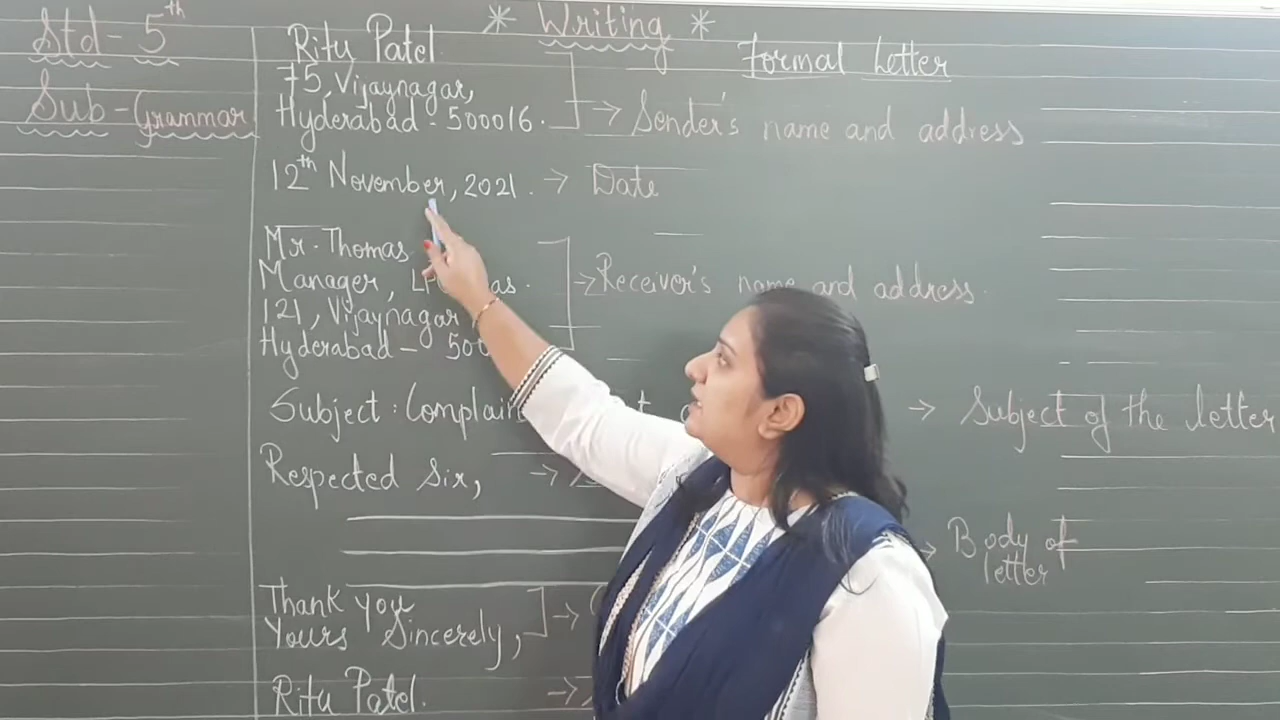 Std - 5th
Sub - Grammar
* Writing *
Formal Letter
Ritu Patel
75, Vijaynagar,
Hyderabad - 500016.
→ Sender's name and address
12th November, 2021. → Date
Mr. Thomas
Manager,
121, Vijaynagar
Hyderabad -
→ Receiver's name and address.
Subject :
→ Subject of the letter
Respected Sir, →
→ Body of
letter
Thank you
Yours Sincerely,
→
Ritu Patel. →